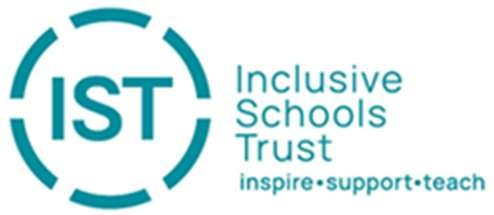 IST
Inclusive
Schools
Trust
inspire•support•teach